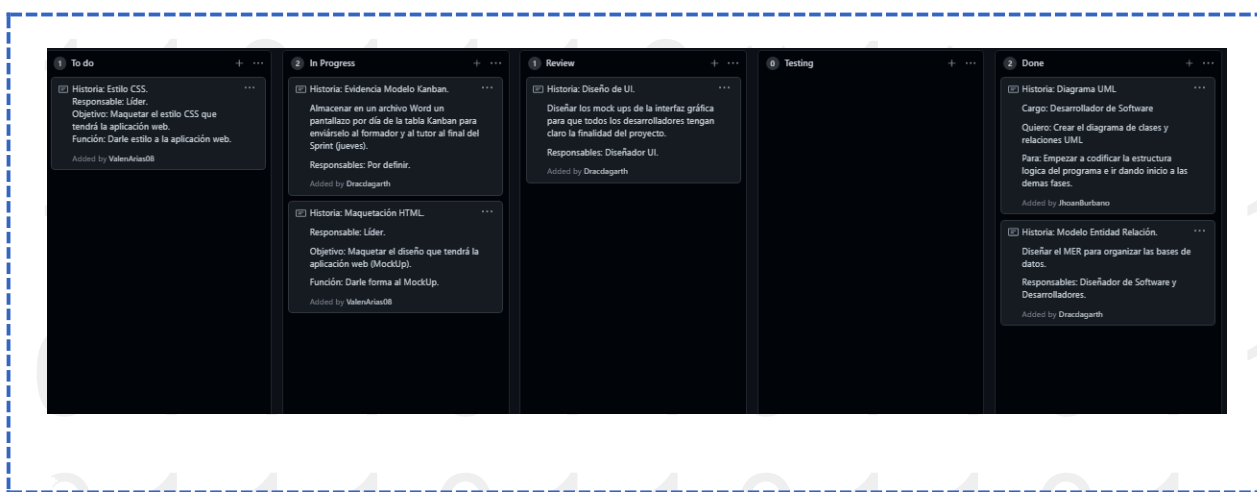 1 To do
Historia: Estilo CSS.
Responsable: Líder.
Objetivo: Maquetar el estilo CSS que
tendrá la aplicación web.
Función: Darle estilo a la aplicación web.
Added by ValenArias08
2 In Progress
Historia: Evidencia Modelo Kanban.
Almacenar en un archivo Word un
pantallazo por día de la tabla Kanban para
enviárselo al formador y al tutor al final del
Sprint (jueves).
Responsables: Por definir.
Added by Dracdagarth
Historia: Maquetación HTML.
Responsable: Líder.
Objetivo: Maquetar el diseño que tendrá la
aplicación web (MockUp).
Función: Darle forma al MockUp.
Added by ValenArias08
1 Review
Historia: Diseño de UI.
Diseñar los mock ups de la interfaz gráfica
para que todos los desarrolladores tengan
claro la finalidad del proyecto.
Responsables: Diseñador UI.
Added by Dracdagarth
0 Testing
2 Done
Historia: Diagrama UML
Cargo: Desarrollador de Software
Quiero: Crear el diagrama de clases y
relaciones UML
Para: Empezar a codificar la estructura
logica del programa e ir dando inicio a las
demas fases.
Added by JhoanBurbano
Historia: Modelo Entidad Relación.
Diseñar el MER para organizar las bases de
datos.
Responsables: Diseñador de Software y
Desarrolladores.
Added by Dracdagarth